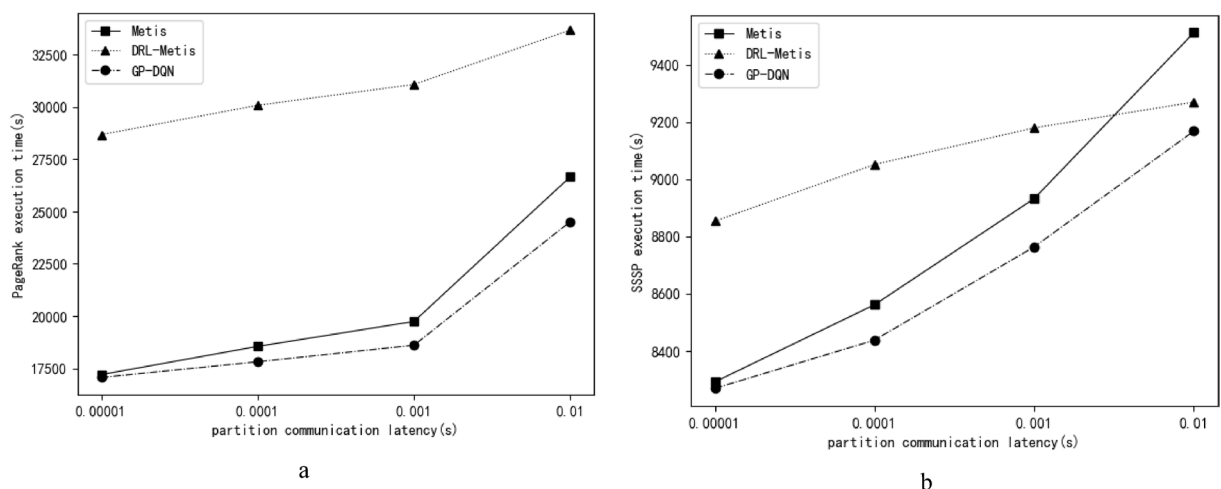 Metis
DRL-Metis
GP-DQN
PageRank execution time(s)
32500
30000
27500
25000
22500
20000
17500
0.00001
0.0001
0.001
0.01
partition communication latency(s)
a
Metis
DRL-Metis
GP-DQN
SSSP execution time(s)
9400
9200
9000
8800
8600
8400
0.00001
0.0001
0.001
0.01
partition communication latency(s)
b